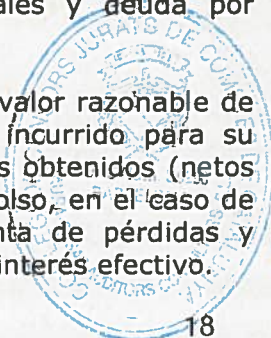 ales y deuda por
valor razonable de
incurrido para su
s obtenidos (netos
olso, en el caso de
nta de pérdidas y
interés efectivo.
18